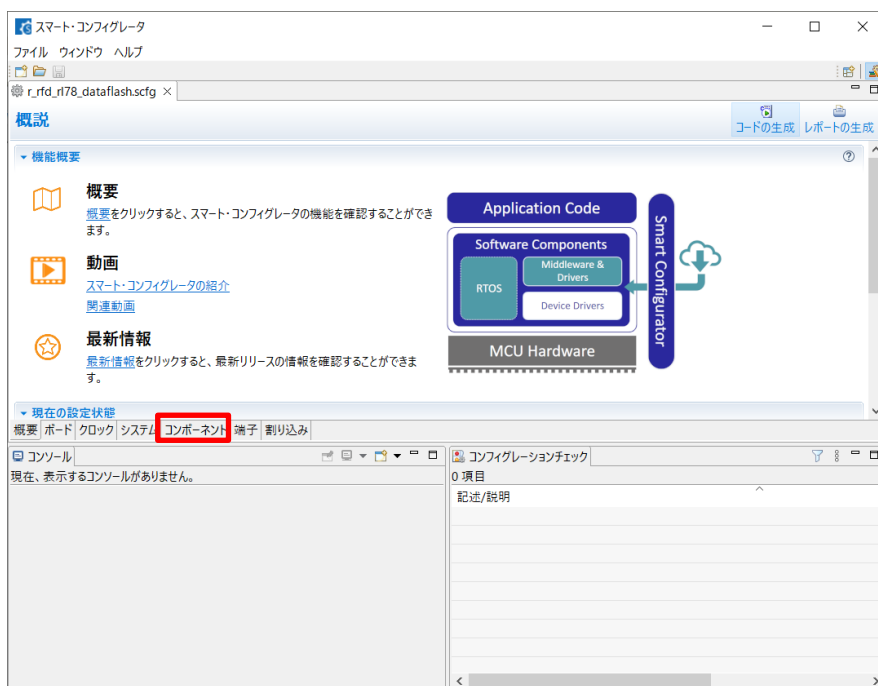 スマート・コンフィグレータ
ファイル ウィンドウ ヘルプ
r_rfd_rl78_dataflash.scfg
概説
コードの生成 レポートの生成
機能概要
概要
概要をクリックすると、スマート・コンフィグレータの機能を確認することができ
ます。
動画
スマート・コンフィグレータの紹介
関連動画
最新情報
最新情報をクリックすると、最新リリースの情報を確認することができま
す。
Application Code
Software Components
RTOS
Middleware &
Drivers
Device Drivers
MCU Hardware
Smart Configurator
現在の設定状態
概要 ボード クロック システム コンポーネント 端子 割り込み
コンソール
現在、表示するコンソールがありません。
コンフィグレーションチェック
0 項目
記述/説明